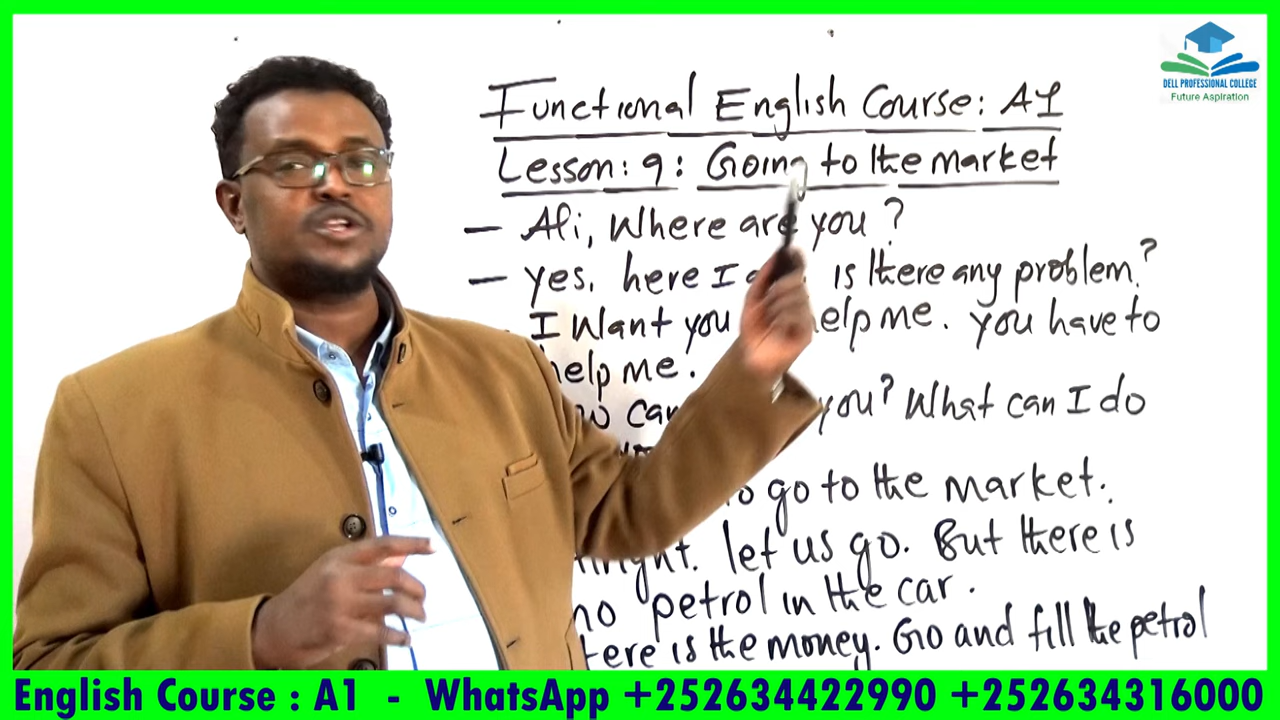 DELL PROFESSIONAL COLLEGE
Future Aspiration
Functional English Course: A1
Lesson: 9: Going to the market
— Ali, Where are you?
— yes. here I is there any problem?
I want you help me. you have to
help me.
can you? What can I do
go to the market.
let us go. But there is
no petrol in the car.
is the money. Go and fill the petrol
English Course : A1 - WhatsApp +252634422990 +252634316000